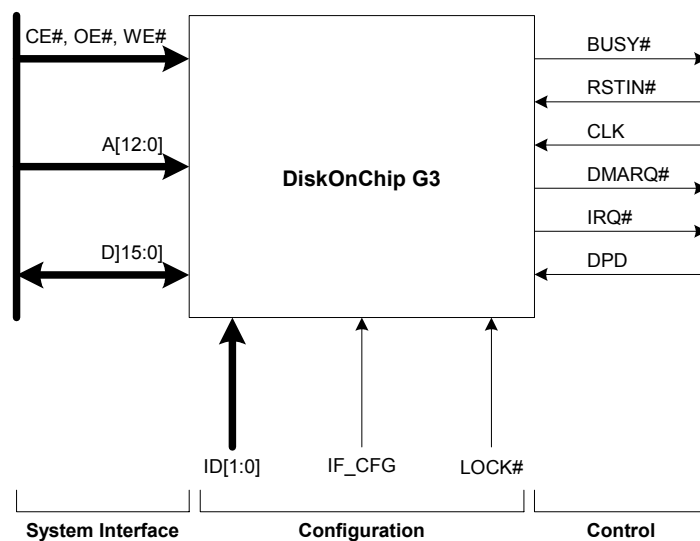 CE#, OE#, WE#
BUSY#
RSTIN#
CLK
A[12:0]
DiskOnChip G3
DMARQ#
IRQ#
D]15:0]
DPD
ID[1:0]
IF_CFG
LOCK#
System Interface
Configuration
Control